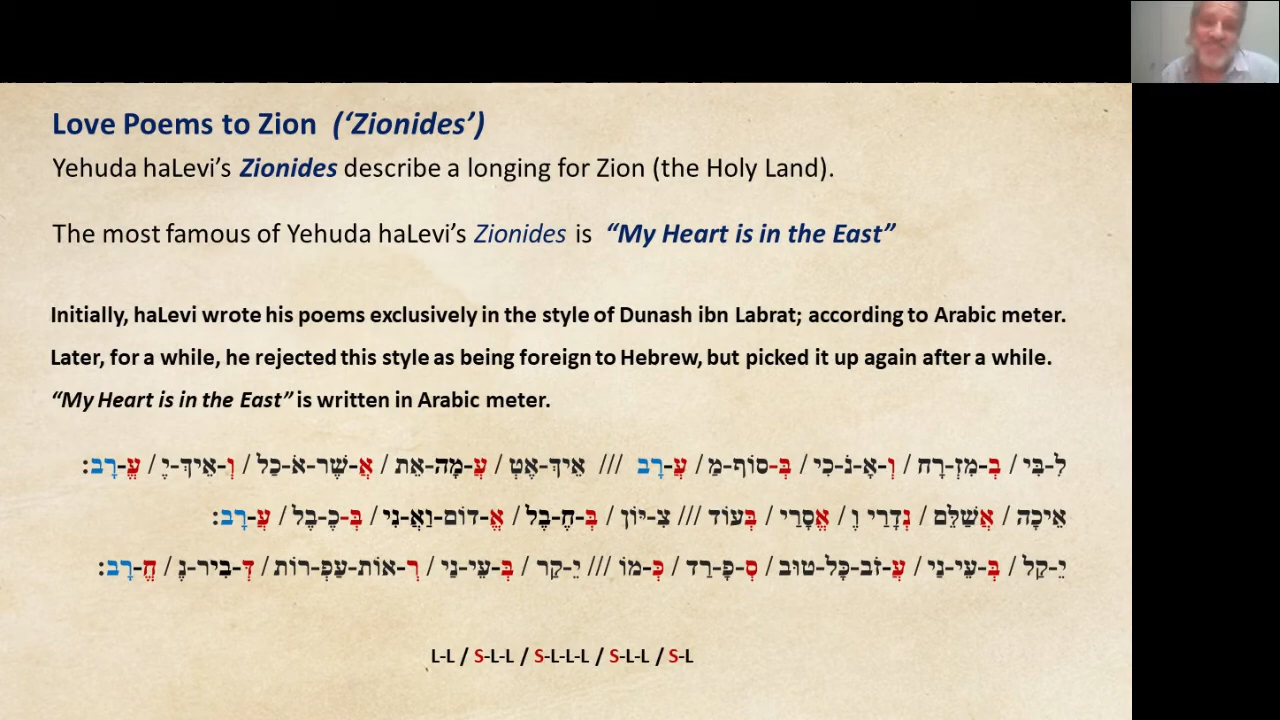 Love Poems to Zion (‘Zionides’)
Yehuda haLevi’s Zionides describe a longing for Zion (the Holy Land).
The most famous of Yehuda haLevi’s Zionides is “My Heart is in the East”
Initially, haLevi wrote his poems exclusively in the style of Dunash ibn Labrat; according to Arabic meter.
Later, for a while, he rejected this style as being foreign to Hebrew, but picked it up again after a while.
“My Heart is in the East” is written in Arabic meter.
לִ-בִּי / בְ-מִזְ-רָח / וְ-אָ-נֹ-כִי / בְּ-סוֹף-מַ / עֲ-רָב /// אֵיךְ-אֶטְ / עֲ-מָה-אֵת / אֲ-שֶׁר-אֹ-כַל / וְ-אֵיךְ-יֶ / עֱ-רָב:
אֵיכָה / אֲשַׁלֵּם / נְדָרַי וֶ / אֱסָרַי / בְּעוֹד /// צִ-יּוֹן / בְּ-חֶ-בֶל / אֱ-דוֹם-וַאֲ-נִי / בְּ-כֶ-בֶל / עֲ-רָב:
יֵ-קַל / בְּ-עֵי-נַי / עֲ-זֹב-כָּל-טוּב / סְ-פָ-רַד / כְּ-מוֹ /// יֵ-קַר / בְּ-עֵי-נַי / רְ-אוֹת-עַפְ-רוֹת / דְּ-בִיר-נֶ / חֱ-רָב:
L-L / S-L-L / S-L-L-L / S-L-L / S-L